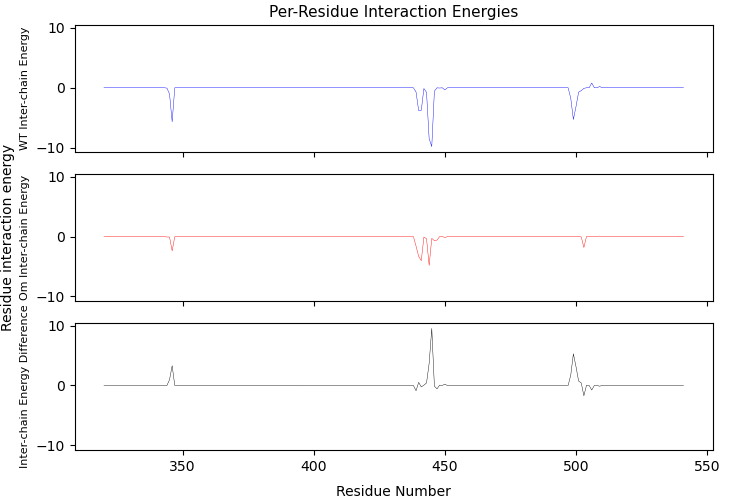 Per-Residue Interaction Energies
Residue interaction energy
WT Inter-chain Energy
10
0
−10
Om Inter-chain Energy
10
0
−10
Inter-chain Energy Difference
10
0
−10
350
400
450
500
550
Residue Number